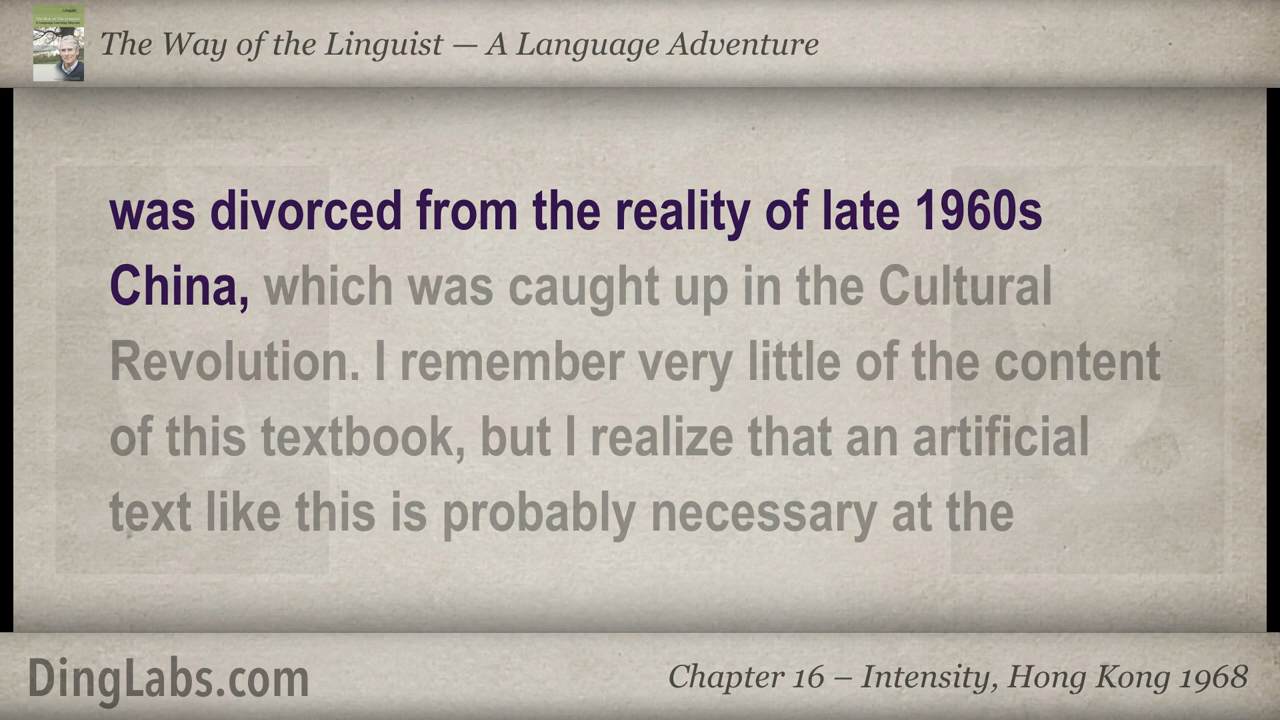 The Way of the Linguist — A Language Adventure
was divorced from the reality of late 1960s
China, which was caught up in the Cultural
Revolution. I remember very little of the content
of this textbook, but I realize that an artificial
text like this is probably necessary at the
DingLabs.com
Chapter 16 – Intensity, Hong Kong 1968